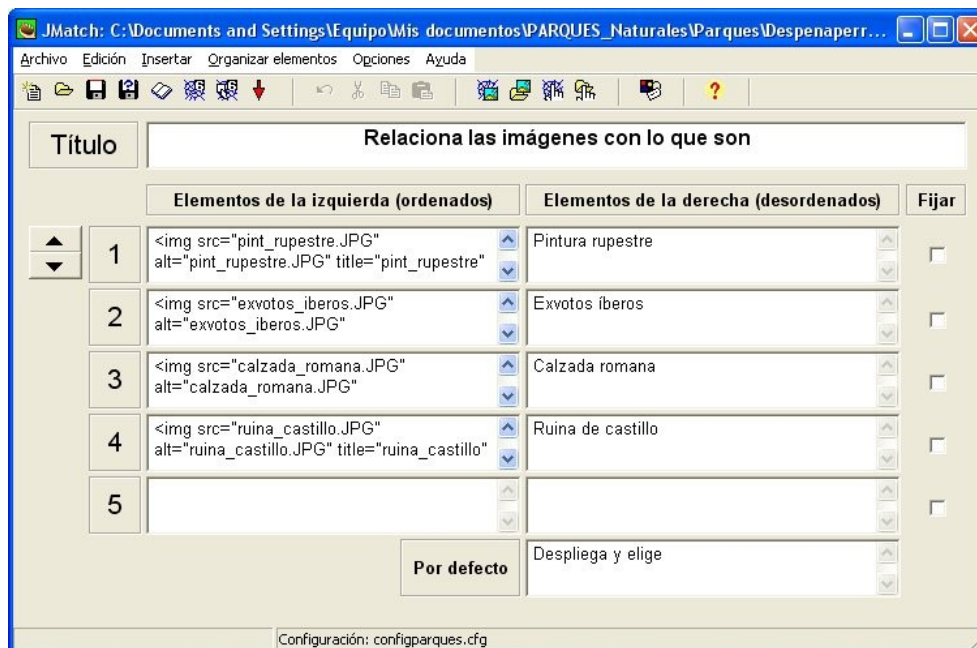 JMatch: C:\Documents and Settings\Equipo\Mis documentos\PARQUES_Naturales\Parques\Despenaperr...
Archivo Edición Insertar Organizar elementos Opciones Ayuda
Título
Relaciona las imágenes con lo que son
Elementos de la izquierda (ordenados) Elementos de la derecha (desordenados) Fijar
1
<img src="pint_rupestre.JPG"
alt="pint_rupestre.JPG" title="pint_rupestre"
Pintura rupestre
2
<img src="exvotos_iberos.JPG"
alt="exvotos_iberos.JPG"
Exvotos íberos
3
<img src="calzada_romana.JPG"
alt="calzada_romana.JPG"
Calzada romana
4
<img src="ruina_castillo.JPG"
alt="ruina_castillo.JPG" title="ruina_castillo"
Ruina de castillo
5
Por defecto
Despliega y elige
Configuración: configparques.cfg